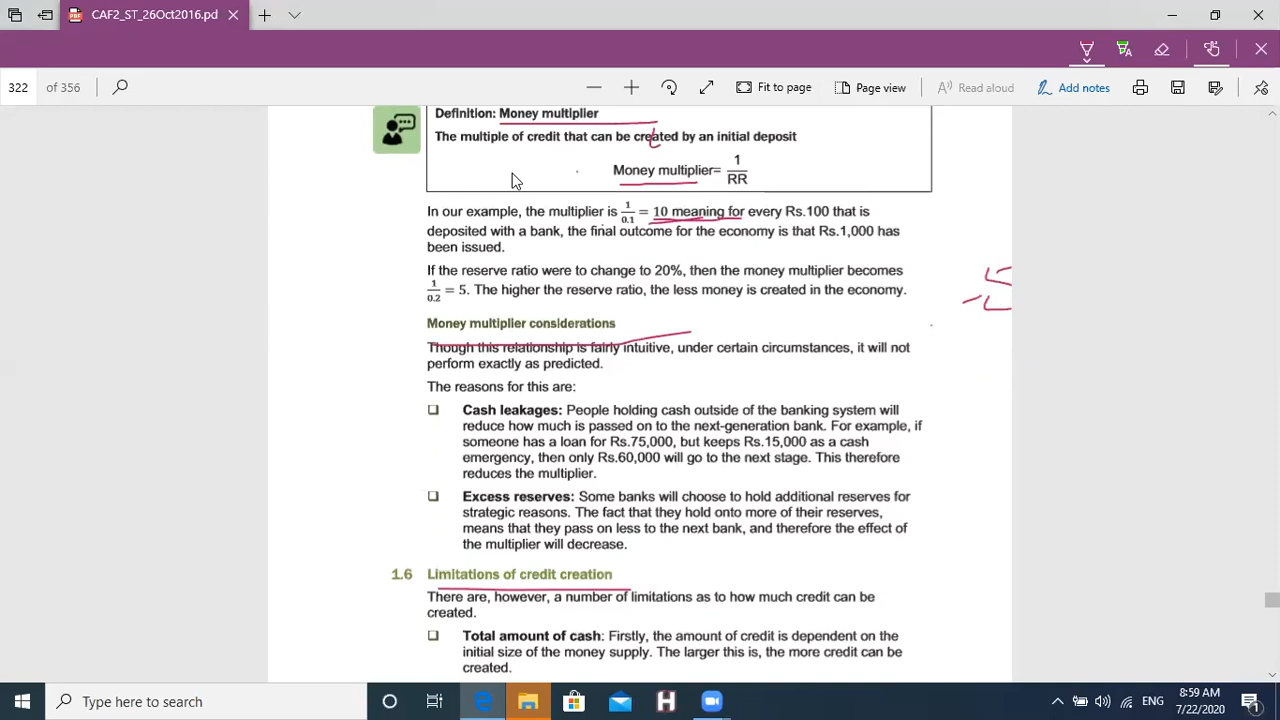 CAF2_ST_26Oct2016.pd
322 of 356
Fit to page
Page view
Read aloud
Add notes
Definition: Money multiplier
The multiple of credit that can be created by an initial deposit
Money multiplier= 1/RR
In our example, the multiplier is 1/0.1 = 10 meaning for every Rs.100 that is
deposited with a bank, the final outcome for the economy is that Rs.1,000 has
been issued.
If the reserve ratio were to change to 20%, then the money multiplier becomes
1/0.2 = 5. The higher the reserve ratio, the less money is created in the economy.
Money multiplier considerations
Though this relationship is fairly intuitive, under certain circumstances, it will not
perform exactly as predicted.
The reasons for this are:
❑ Cash leakages: People holding cash outside of the banking system will
reduce how much is passed on to the next-generation bank. For example, if
someone has a loan for Rs.75,000, but keeps Rs.15,000 as a cash
emergency, then only Rs.60,000 will go to the next stage. This therefore
reduces the multiplier.
❑ Excess reserves: Some banks will choose to hold additional reserves for
strategic reasons. The fact that they hold onto more of their reserves,
means that they pass on less to the next bank, and therefore the effect of
the multiplier will decrease.
1.6 Limitations of credit creation
There are, however, a number of limitations as to how much credit can be
created.
❑ Total amount of cash: Firstly, the amount of credit is dependent on the
initial size of the money supply. The larger this is, the more credit can be
created.
Type here to search
ENG
8:59 AM
7/22/2020